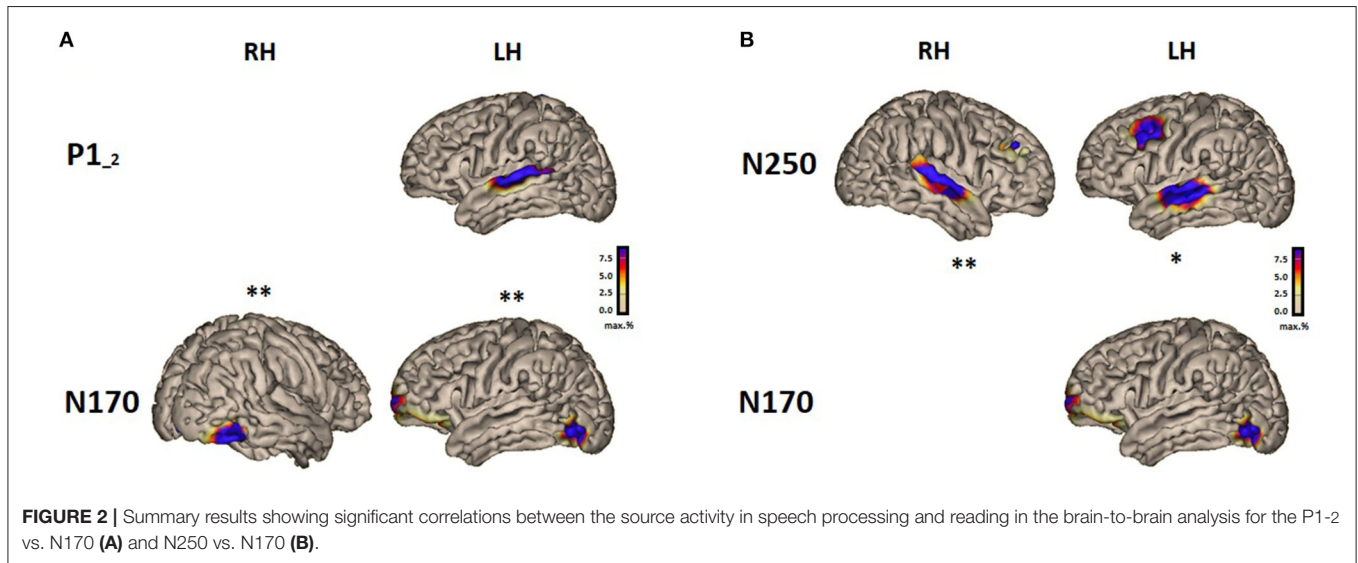 A
RH
LH
P1_2
7.5
5.0
2.5
0.0
max.%
**
**
N170
B
RH
LH
N250
**
*
7.5
5.0
2.5
0.0
max.%
N170
FIGURE 2 | Summary results showing significant correlations between the source activity in speech processing and reading in the brain-to-brain analysis for the P1-2
vs. N170 (A) and N250 vs. N170 (B).